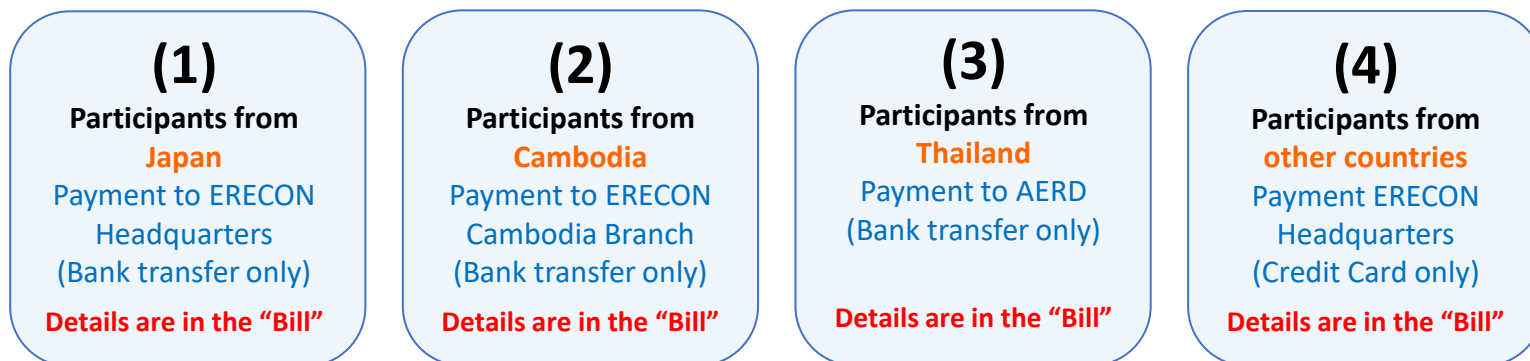 (1)
Participants from
Japan
Payment to ERECON
Headquarters
(Bank transfer only)
Details are in the “Bill”
(2)
Participants from
Cambodia
Payment to ERECON
Cambodia Branch
(Bank transfer only)
Details are in the “Bill”
(3)
Participants from
Thailand
Payment to AERD
(Bank transfer only)
Details are in the “Bill”
(4)
Participants from
other countries
Payment ERECON
Headquarters
(Credit Card only)
Details are in the “Bill”